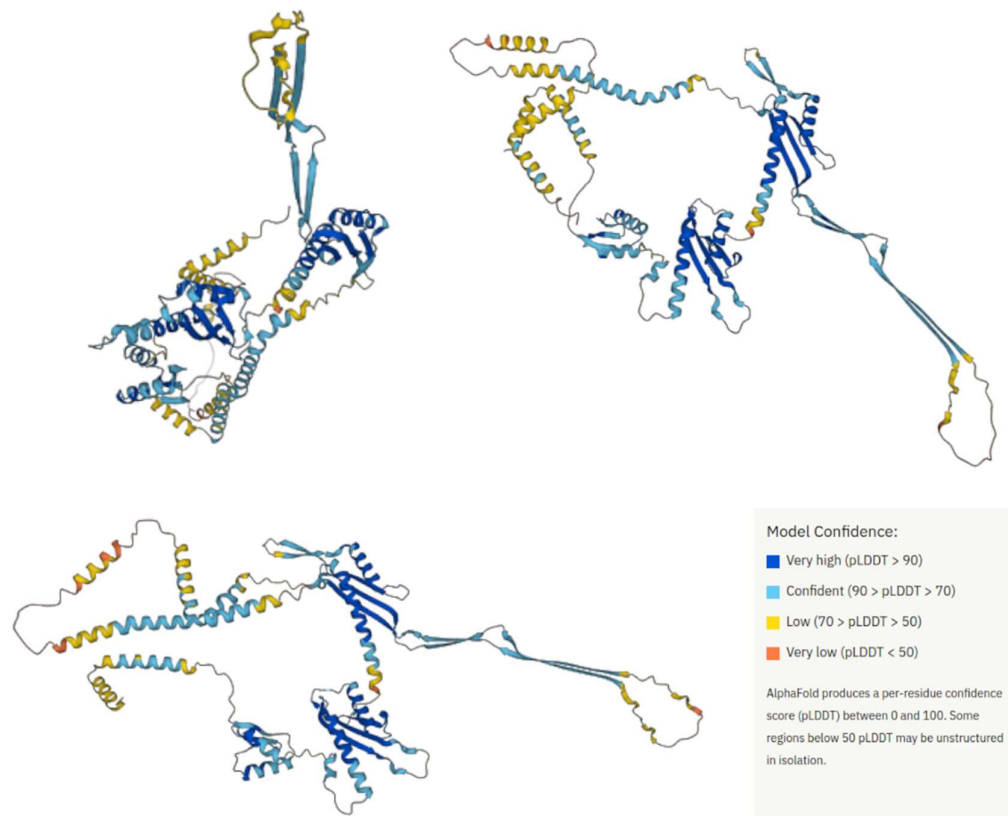 Model Confidence:
Very high (pLDDT > 90)
Confident (90 > pLDDT > 70)
Low (70 > pLDDT > 50)
Very low (pLDDT < 50)
AlphaFold produces a per-residue confidence
score (pLDDT) between 0 and 100. Some
regions below 50 pLDDT may be unstructured
in isolation.